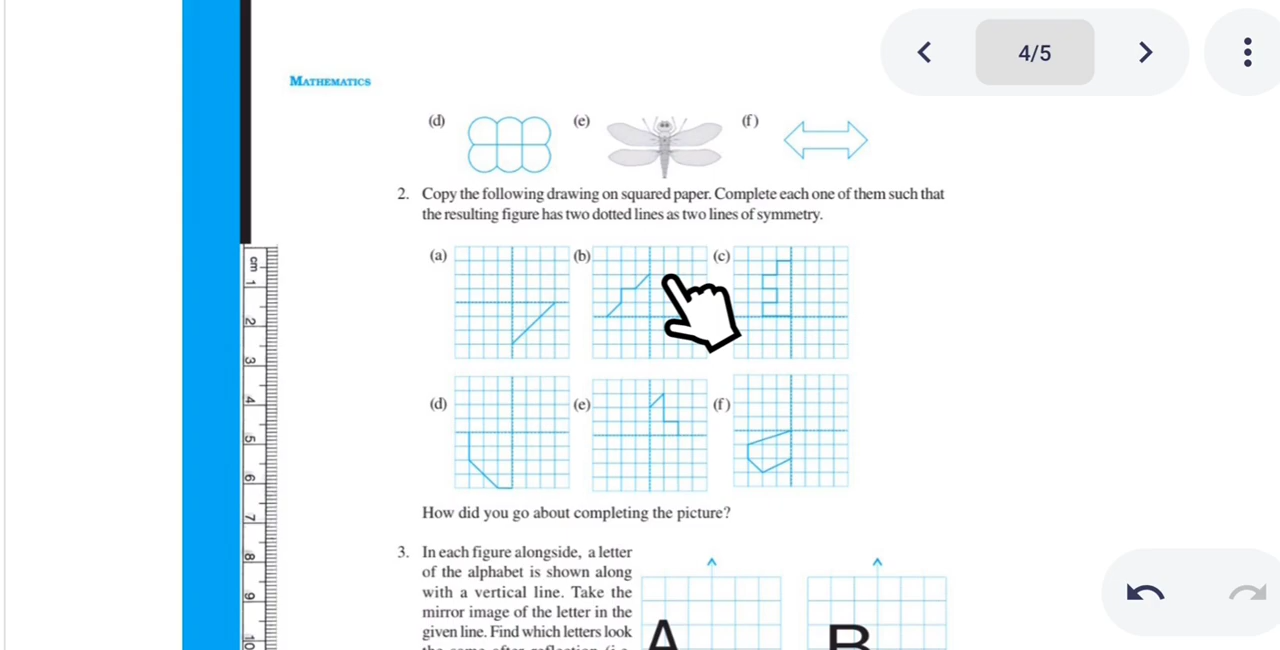 4/5
MATHEMATICS
(d) (e) (f)
2. Copy the following drawing on squared paper. Complete each one of them such that
the resulting figure has two dotted lines as two lines of symmetry.
(a) (b) (c)
cm 1 2 3 4 5 6 7 8 9 10
(d) (e) (f)
How did you go about completing the picture?
3. In each figure alongside, a letter
of the alphabet is shown along
with a vertical line. Take the
mirror image of the letter in the
given line. Find which letters look
A B